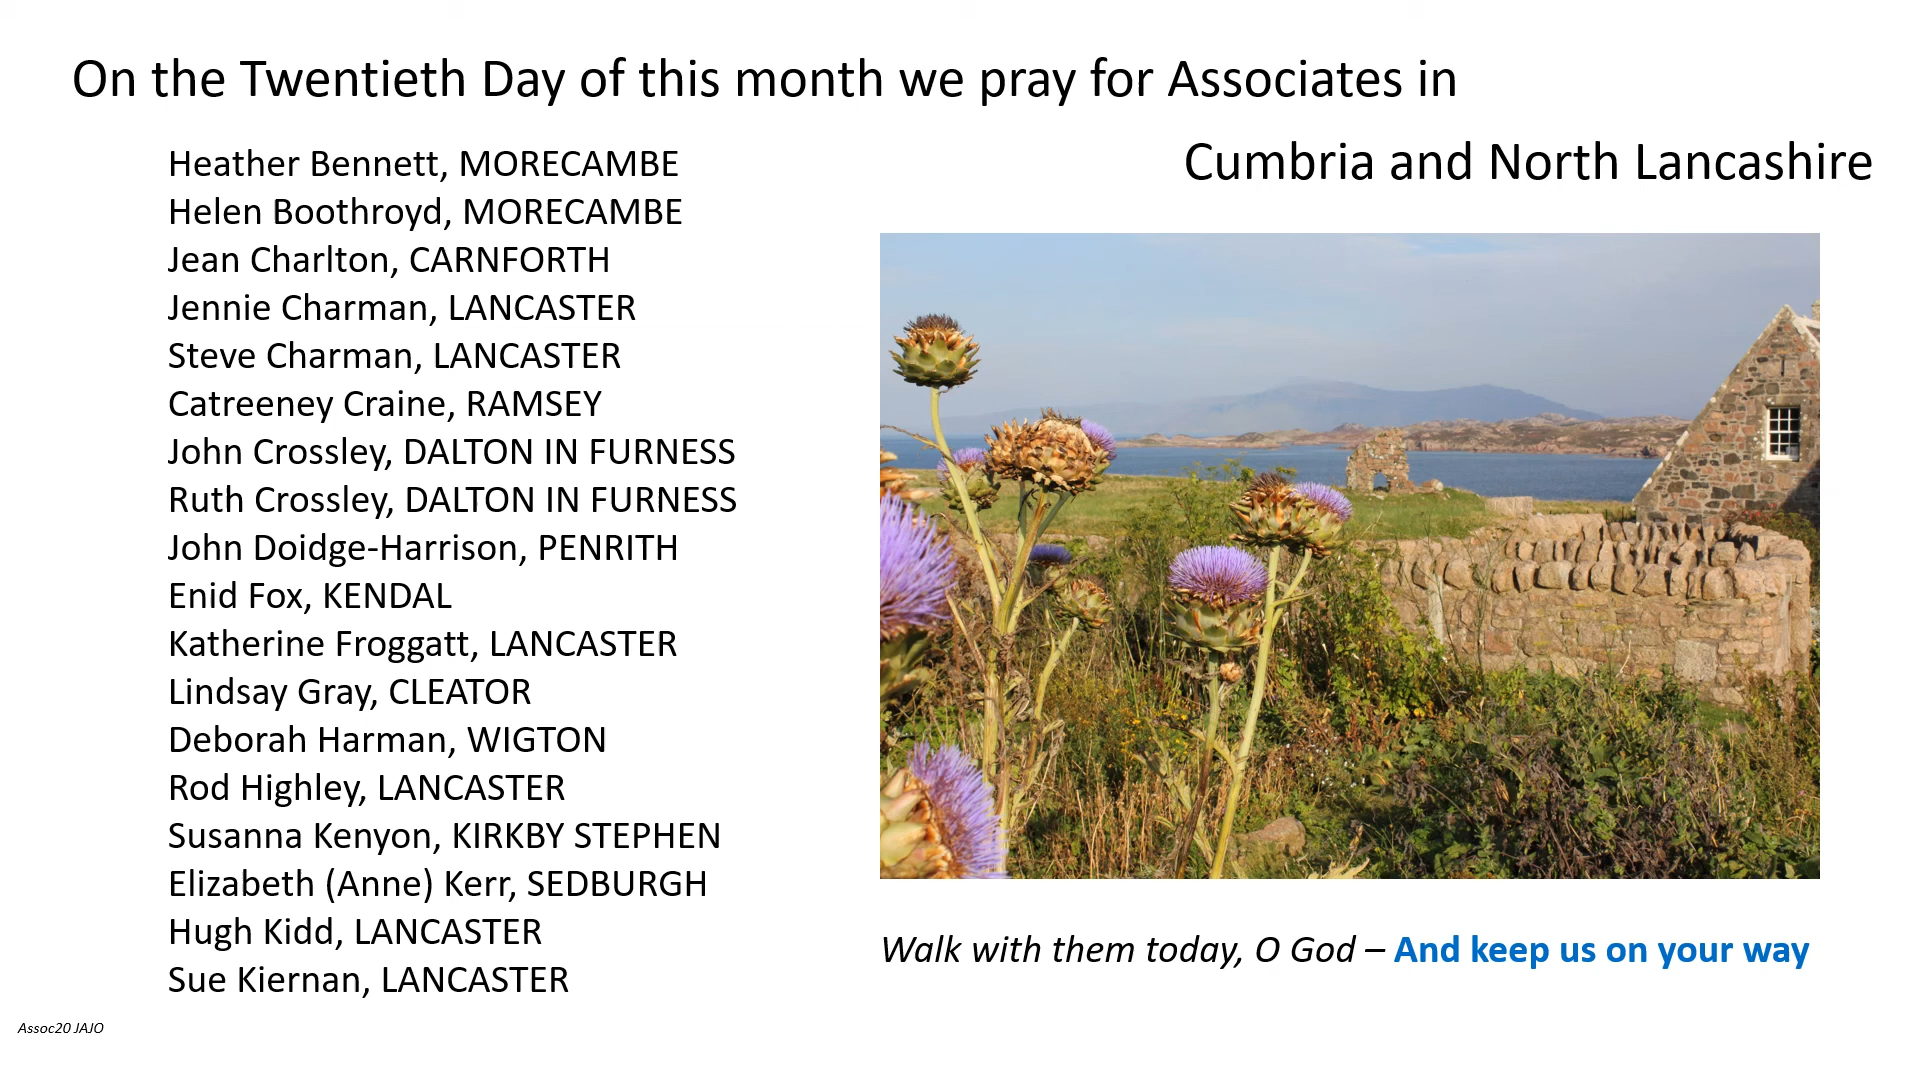 On the Twentieth Day of this month we pray for Associates in
Cumbria and North Lancashire
Heather Bennett, MORECAMBE
Helen Boothroyd, MORECAMBE
Jean Charlton, CARNFORTH
Jennie Charman, LANCASTER
Steve Charman, LANCASTER
Catreeney Craine, RAMSEY
John Crossley, DALTON IN FURNESS
Ruth Crossley, DALTON IN FURNESS
John Doidge-Harrison, PENRITH
Enid Fox, KENDAL
Katherine Froggatt, LANCASTER
Lindsay Gray, CLEATOR
Deborah Harman, WIGTON
Rod Highley, LANCASTER
Susanna Kenyon, KIRKBY STEPHEN
Elizabeth (Anne) Kerr, SEDBURGH
Hugh Kidd, LANCASTER
Sue Kiernan, LANCASTER
Walk with them today, O God – And keep us on your way
Assoc20 JAJO